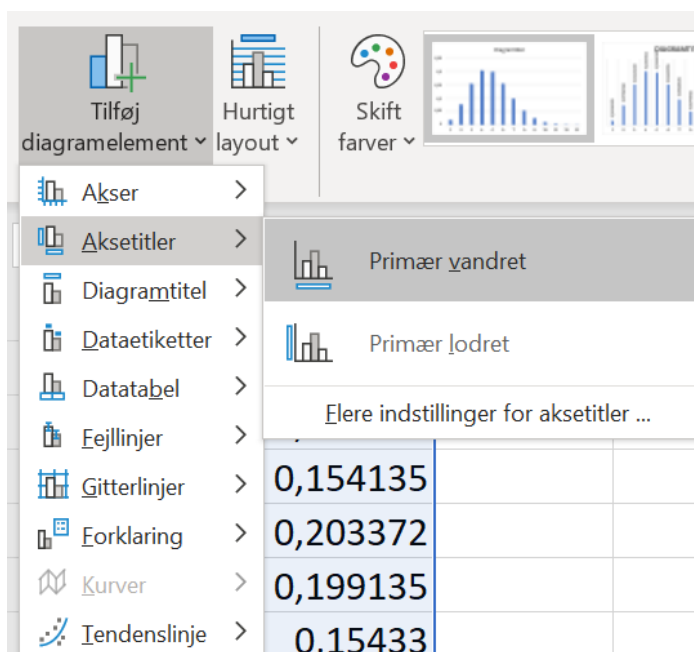 Tilføj
diagramelement
Hurtigt
layout
Skift
farver
Akser
Aksetitler
Diagramtitel
Dataetiketter
Datatabel
Fejllinjer
Gitterlinjer
Forklaring
Kurver
Tendenslinje
Primær vandret
Primær lodret
Flere indstillinger for aksetitler ...
0,154135
0,203372
0,199135
0,15433